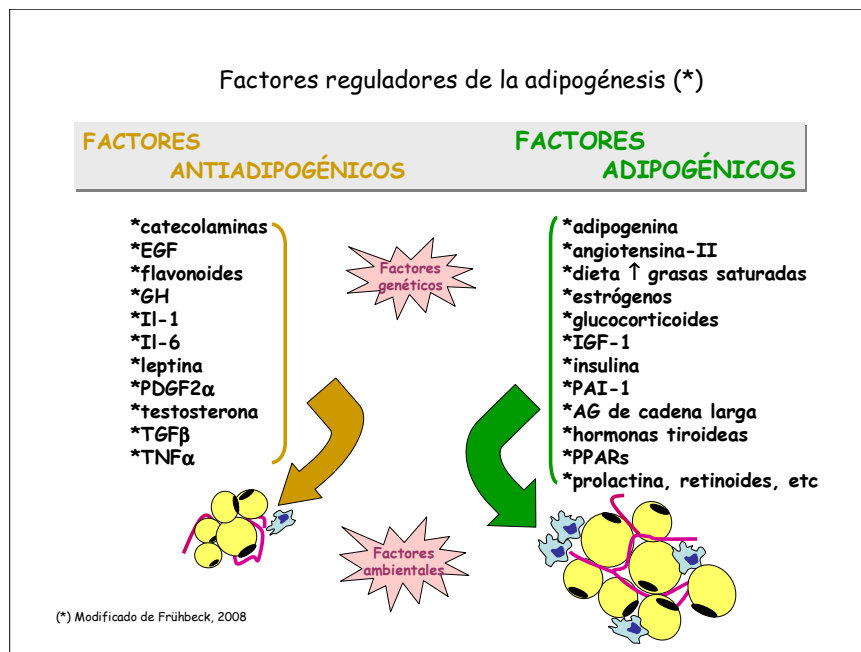 Factores reguladores de la adipogénesis (*)
FACTORES
ANTIADIPOGÉNICOS
FACTORES
ADIPOGÉNICOS
*catecolaminas
*EGF
*flavonoides
*GH
*Il-1
*Il-6
*leptina
*PDGF2α
*testosterona
*TGFβ
*TNFα
Factores
genéticos
Factores
ambientales
*adipogenina
*angiotensina-II
*dieta ↑ grasas saturadas
*estrógenos
*glucocorticoides
*IGF-1
*insulina
*PAI-1
*AG de cadena larga
*hormonas tiroideas
*PPARs
*prolactina, retinoides, etc
(*) Modificado de Frühbeck, 2008